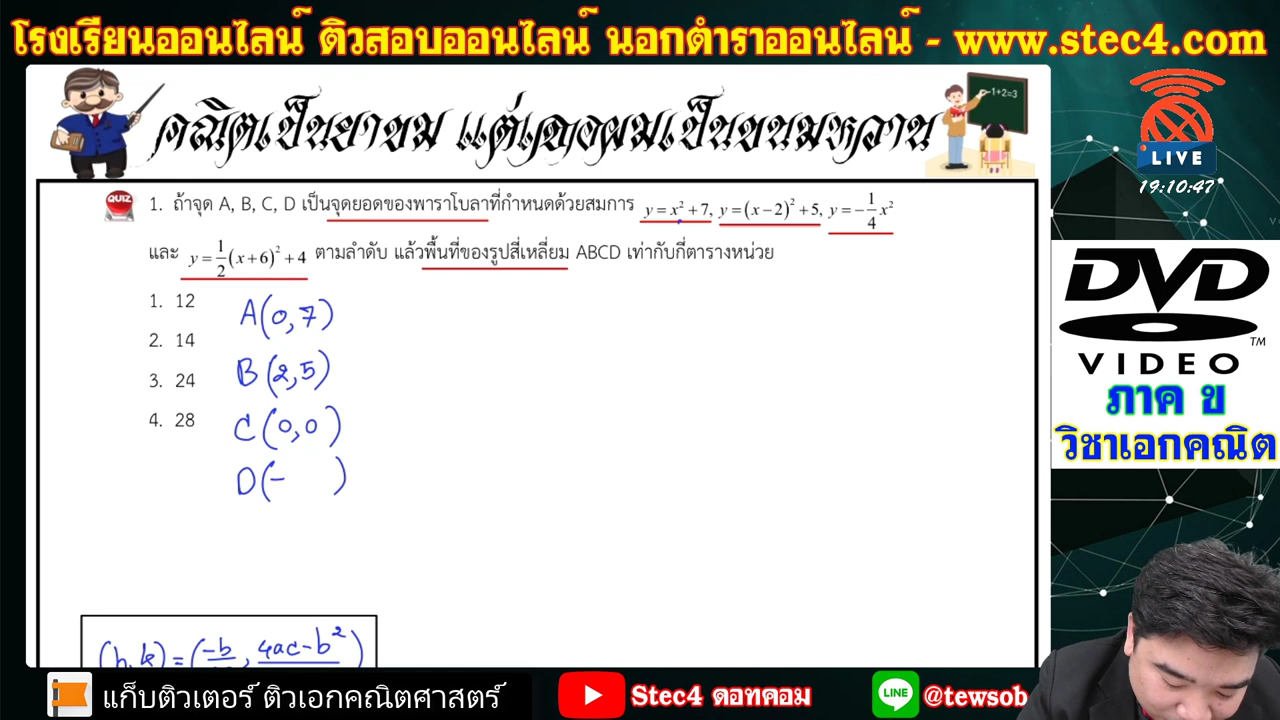 โรงเรียนออนไลน์ ติวสอบออนไลน์ นอกตำราออนไลน์ - www.stec4.com
คณิตเป็นยาขม แต่เจอผมเป็นขนมหวาน
1+2=3
LIVE
19:10:47
QUIZ
1. ถ้าจุด A, B, C, D เป็นจุดยอดของพาราโบลาที่กำหนดด้วยสมการ y = x² + 7, y = (x − 2)² + 5, y = −1/4 x²
และ y = 1/2 (x + 6)² + 4 ตามลำดับ แล้วพื้นที่ของรูปสี่เหลี่ยม ABCD เท่ากับกี่ตารางหน่วย
1. 12
2. 14
3. 24
4. 28
A(0,7)
B(2,5)
C(0,0)
D(- )
(h,k) = (-b, 4ac-b²)
DVD
TM
VIDEO
ภาค ข
วิชาเอกคณิต
แก็บติวเตอร์ ติวเอกคณิตศาสตร์
Stec4 ดอทคอม
LINE
@tewsob